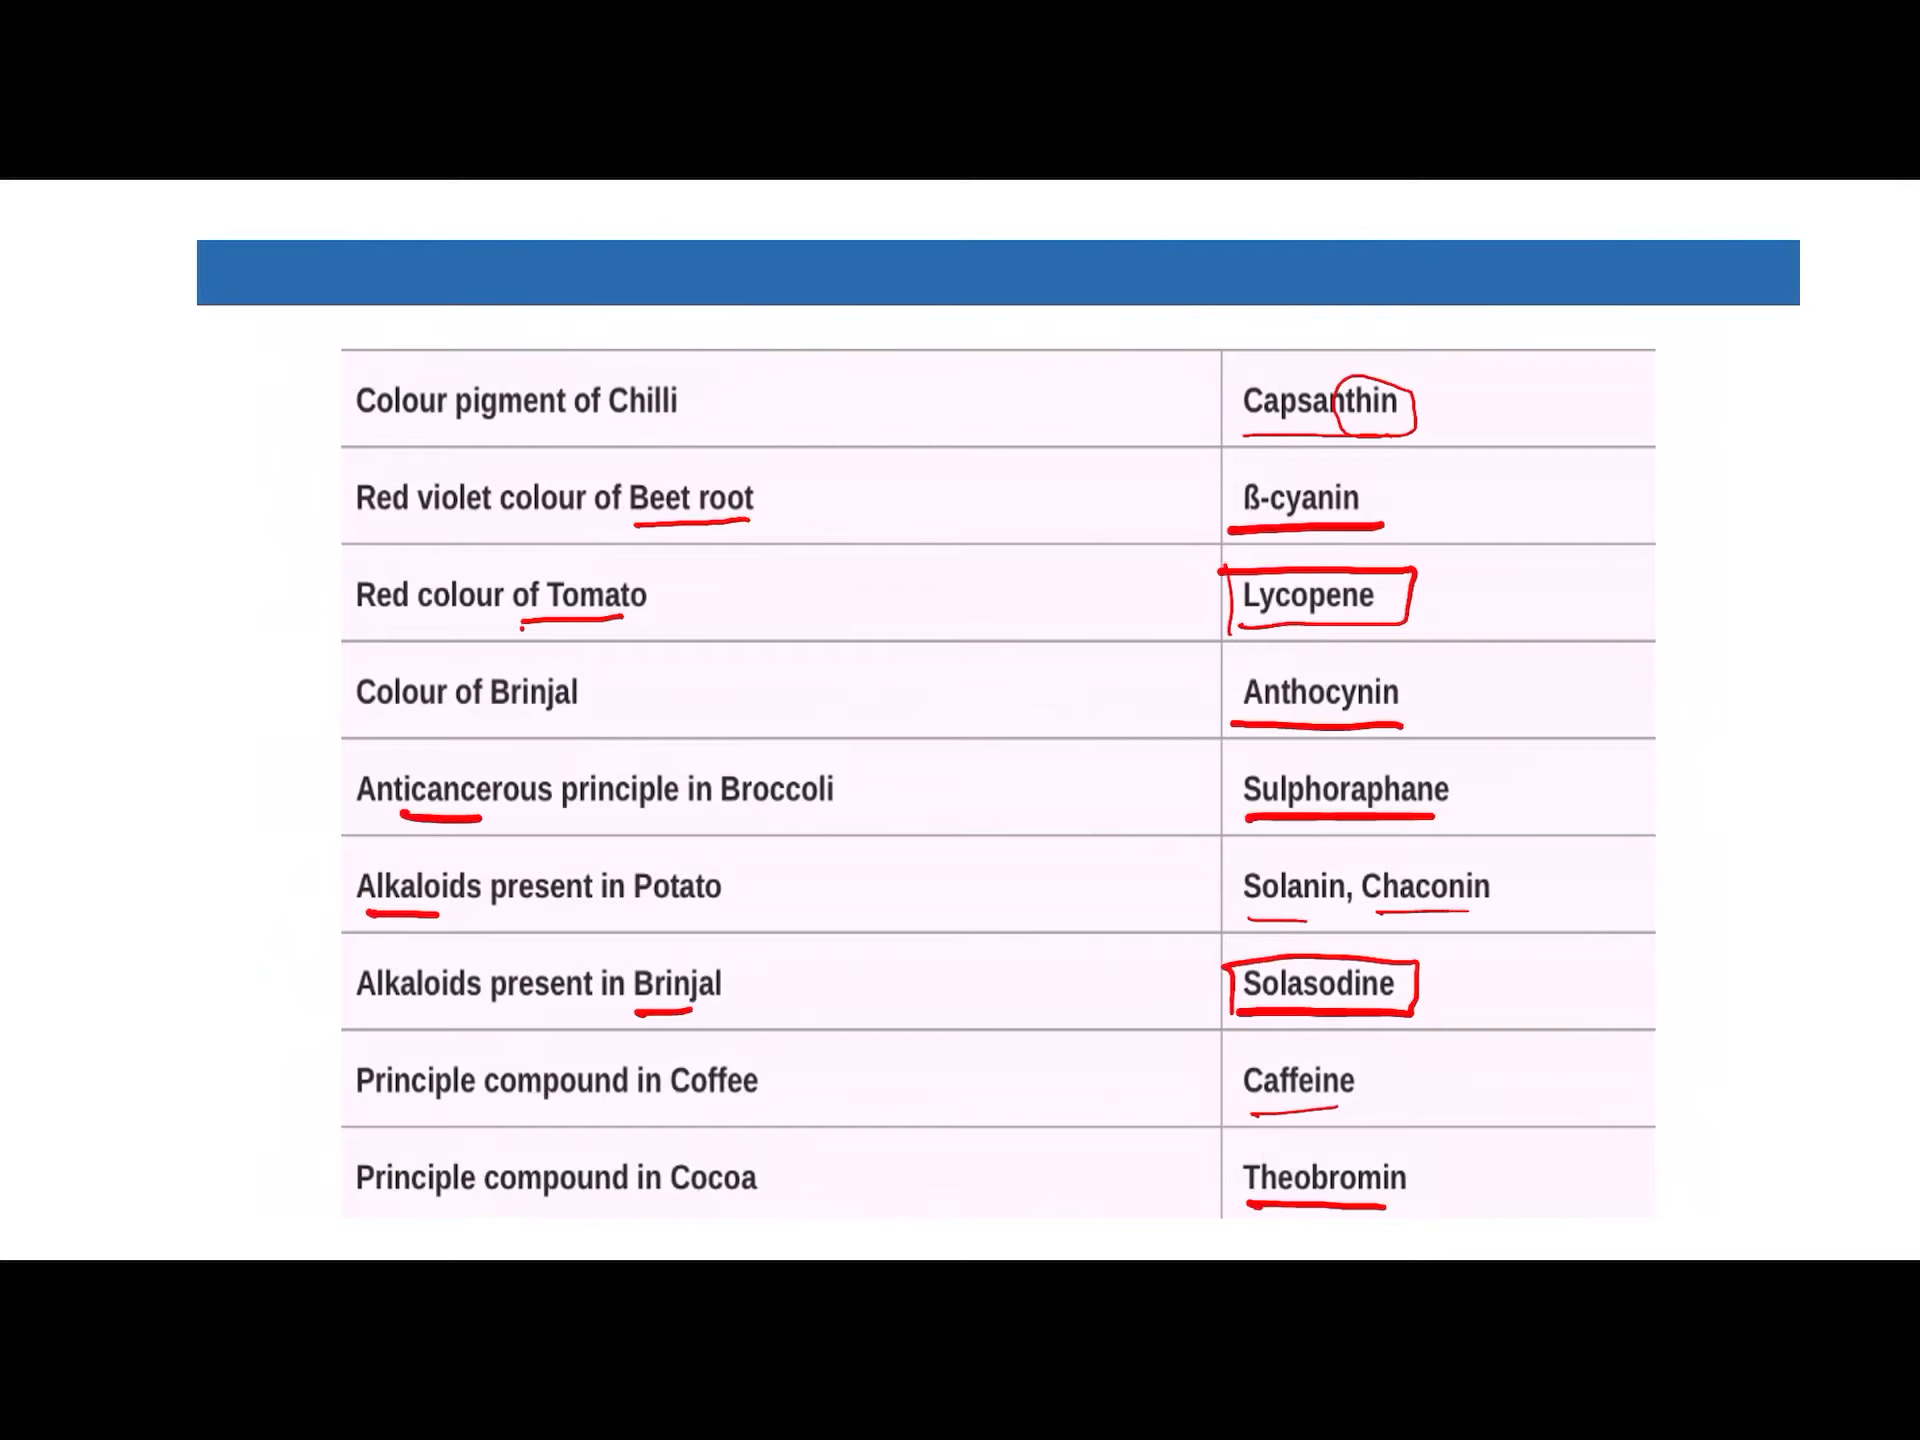 Colour pigment of Chilli Capsanthin
Red violet colour of Beet root ß-cyanin
Red colour of Tomato Lycopene
Colour of Brinjal Anthocynin
Anticancerous principle in Broccoli Sulphoraphane
Alkaloids present in Potato Solanin, Chaconin
Alkaloids present in Brinjal Solasodine
Principle compound in Coffee Caffeine
Principle compound in Cocoa Theobromin